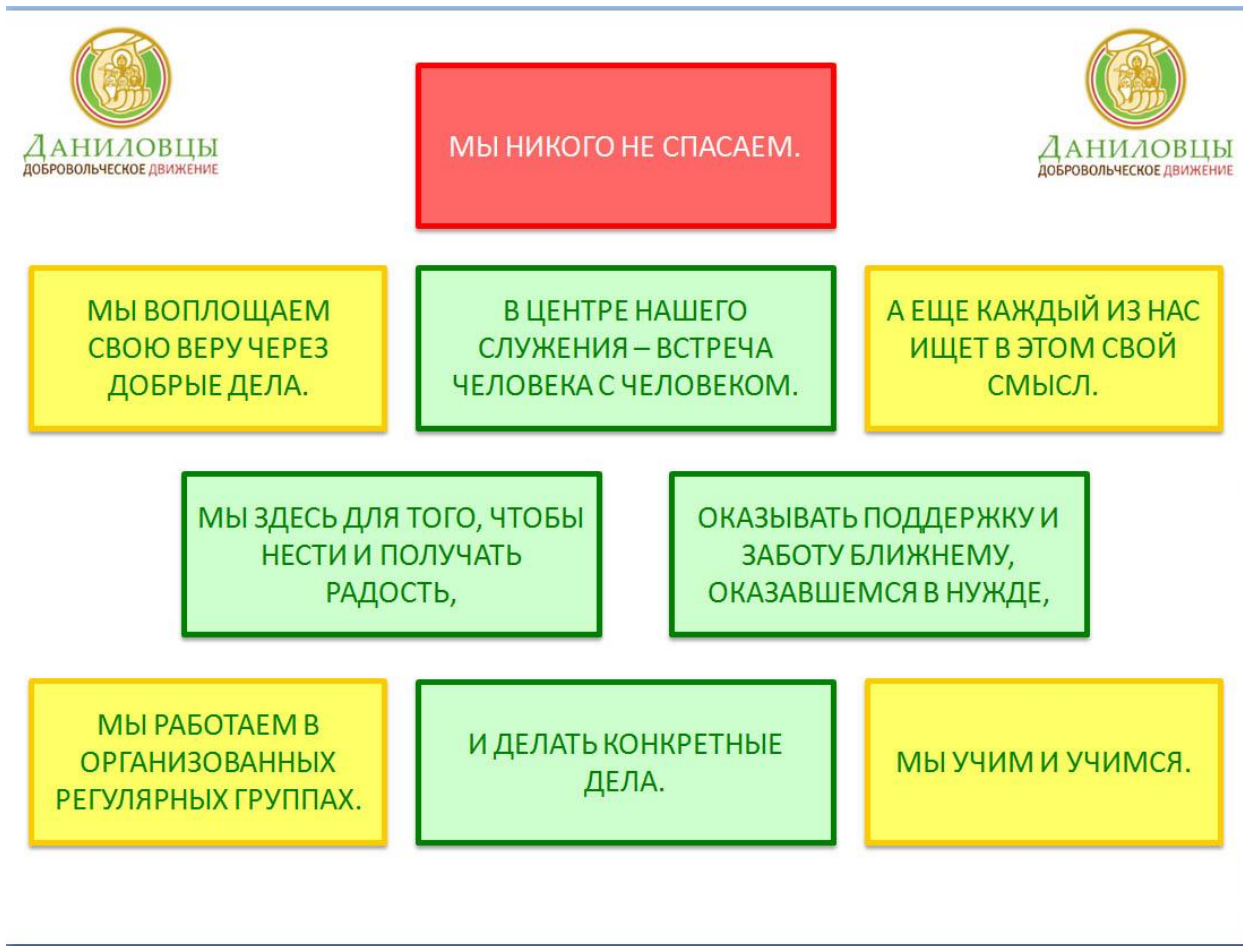 ДАНИЛОВЦЫ
ДОБРОВОЛЬЧЕСКОЕ ДВИЖЕНИЕ
МЫ НИКОГО НЕ СПАСАЕМ.
ДАНИЛОВЦЫ
ДОБРОВОЛЬЧЕСКОЕ ДВИЖЕНИЕ
МЫ ВОПЛОЩАЕМ
СВОЮ ВЕРУ ЧЕРЕЗ
ДОБРЫЕ ДЕЛА.
В ЦЕНТРЕ НАШЕГО
СЛУЖЕНИЯ – ВСТРЕЧА
ЧЕЛОВЕКА С ЧЕЛОВЕКОМ.
А ЕЩЕ КАЖДЫЙ ИЗ НАС
ИЩЕТ В ЭТОМ СВОЙ
СМЫСЛ.
МЫ ЗДЕСЬ ДЛЯ ТОГО, ЧТОБЫ
НЕСТИ И ПОЛУЧАТЬ
РАДОСТЬ,
ОКАЗЫВАТЬ ПОДДЕРЖКУ И
ЗАБОТУ БЛИЖНЕМУ,
ОКАЗАВШЕМСЯ В НУЖДЕ,
МЫ РАБОТАЕМ В
ОРГАНИЗОВАННЫХ
РЕГУЛЯРНЫХ ГРУППАХ.
И ДЕЛАТЬ КОНКРЕТНЫЕ
ДЕЛА.
МЫ УЧИМ И УЧИМСЯ.